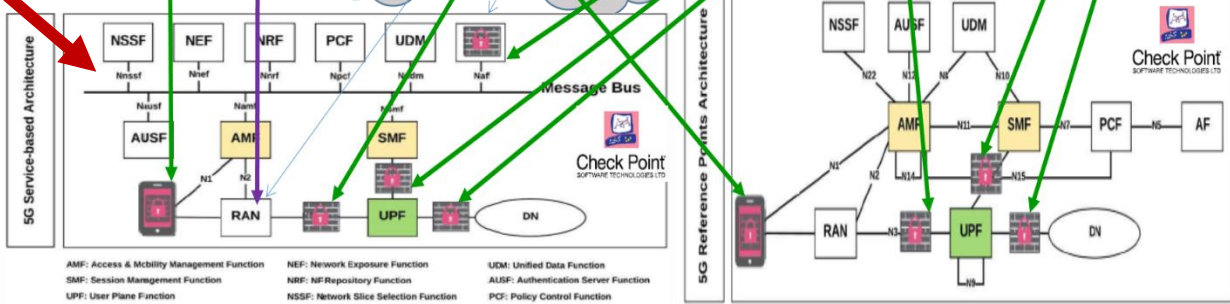 5G Service-based Architecture
NSSF
NEF
NRF
PCF
UDM
Nnssf
Nnef
Nnrf
Npcf
Nudm
Naf
Message Bus
Nausf
Namf
Nsmf
AUSF
AMF
SMF
Check Point
SOFTWARE TECHNOLOGIES LTD
N1
N2
RAN
UPF
DN
AMF: Access & Mobility Management Function
NEF: Network Exposure Function
UDM: Unified Data Function
SMF: Session Management Function
NRF: NF Repository Function
AUSF: Authentication Server Function
UPF: User Plane Function
NSSF: Network Slice Selection Function
PCF: Policy Control Function
5G Reference Points Architecture
NSSF
AUSF
UDM
Check Point
SOFTWARE TECHNOLOGIES LTD
N22
N12
N10
AMF
N11
SMF
N7
PCF
N5
AF
N1
N2
N14
N15
RAN
N3
UPF
DN
N9